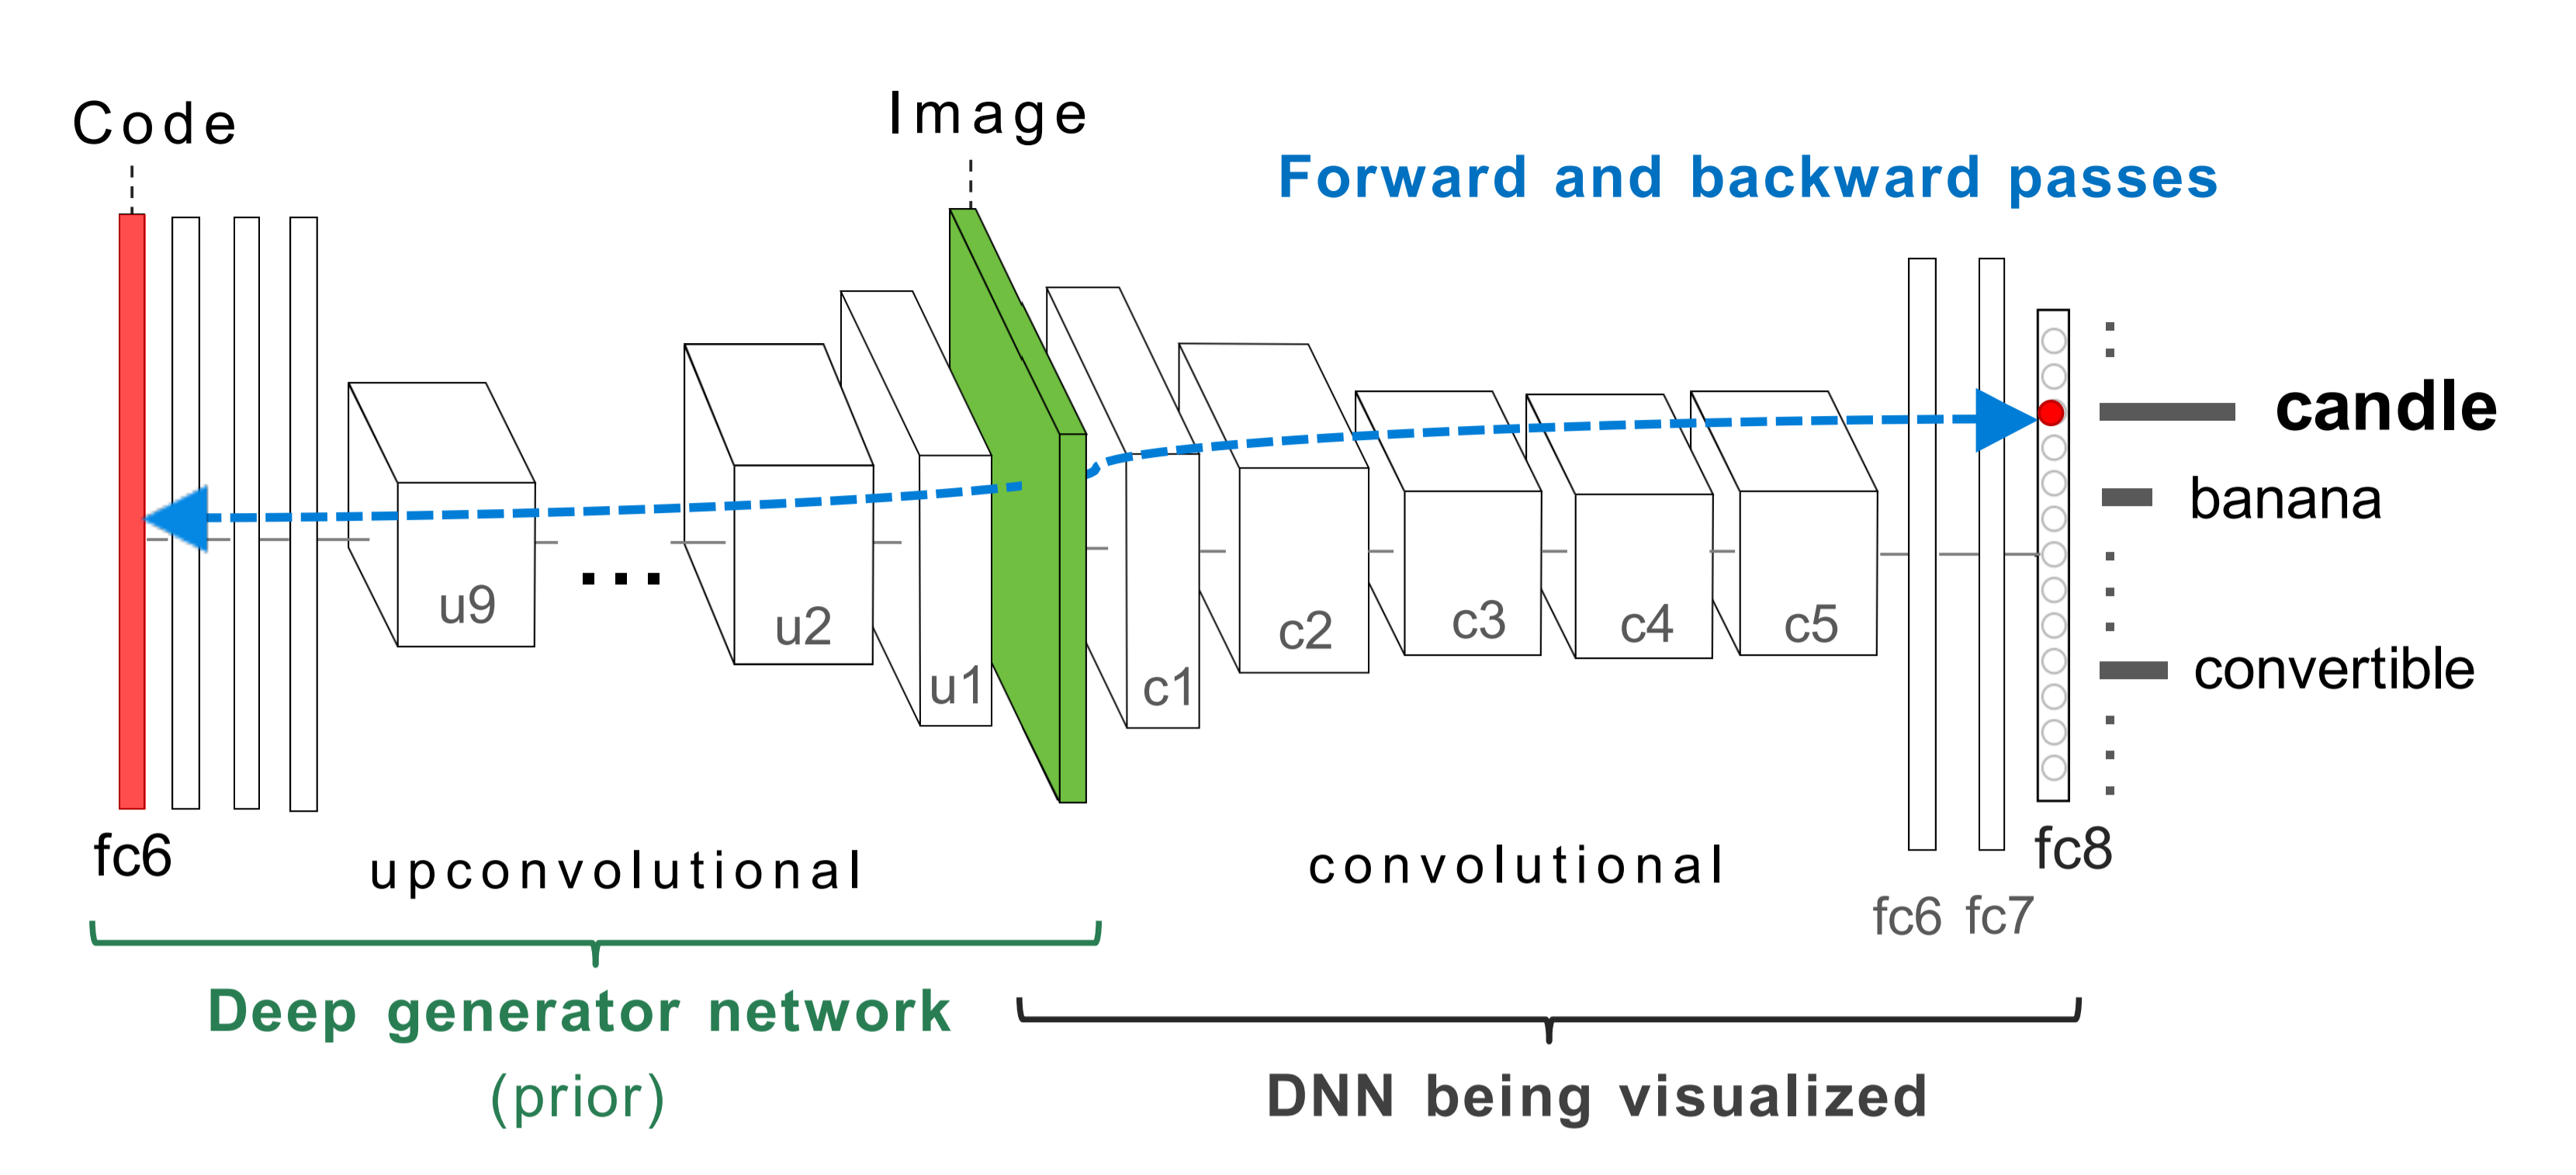 Code
Image
Forward and backward passes
candle
banana
convertible
u9
...
u2
u1
c1
c2
c3
c4
c5
fc6
upconvolutional
convolutional
fc6
fc7
fc8
Deep generator network
(prior)
DNN being visualized